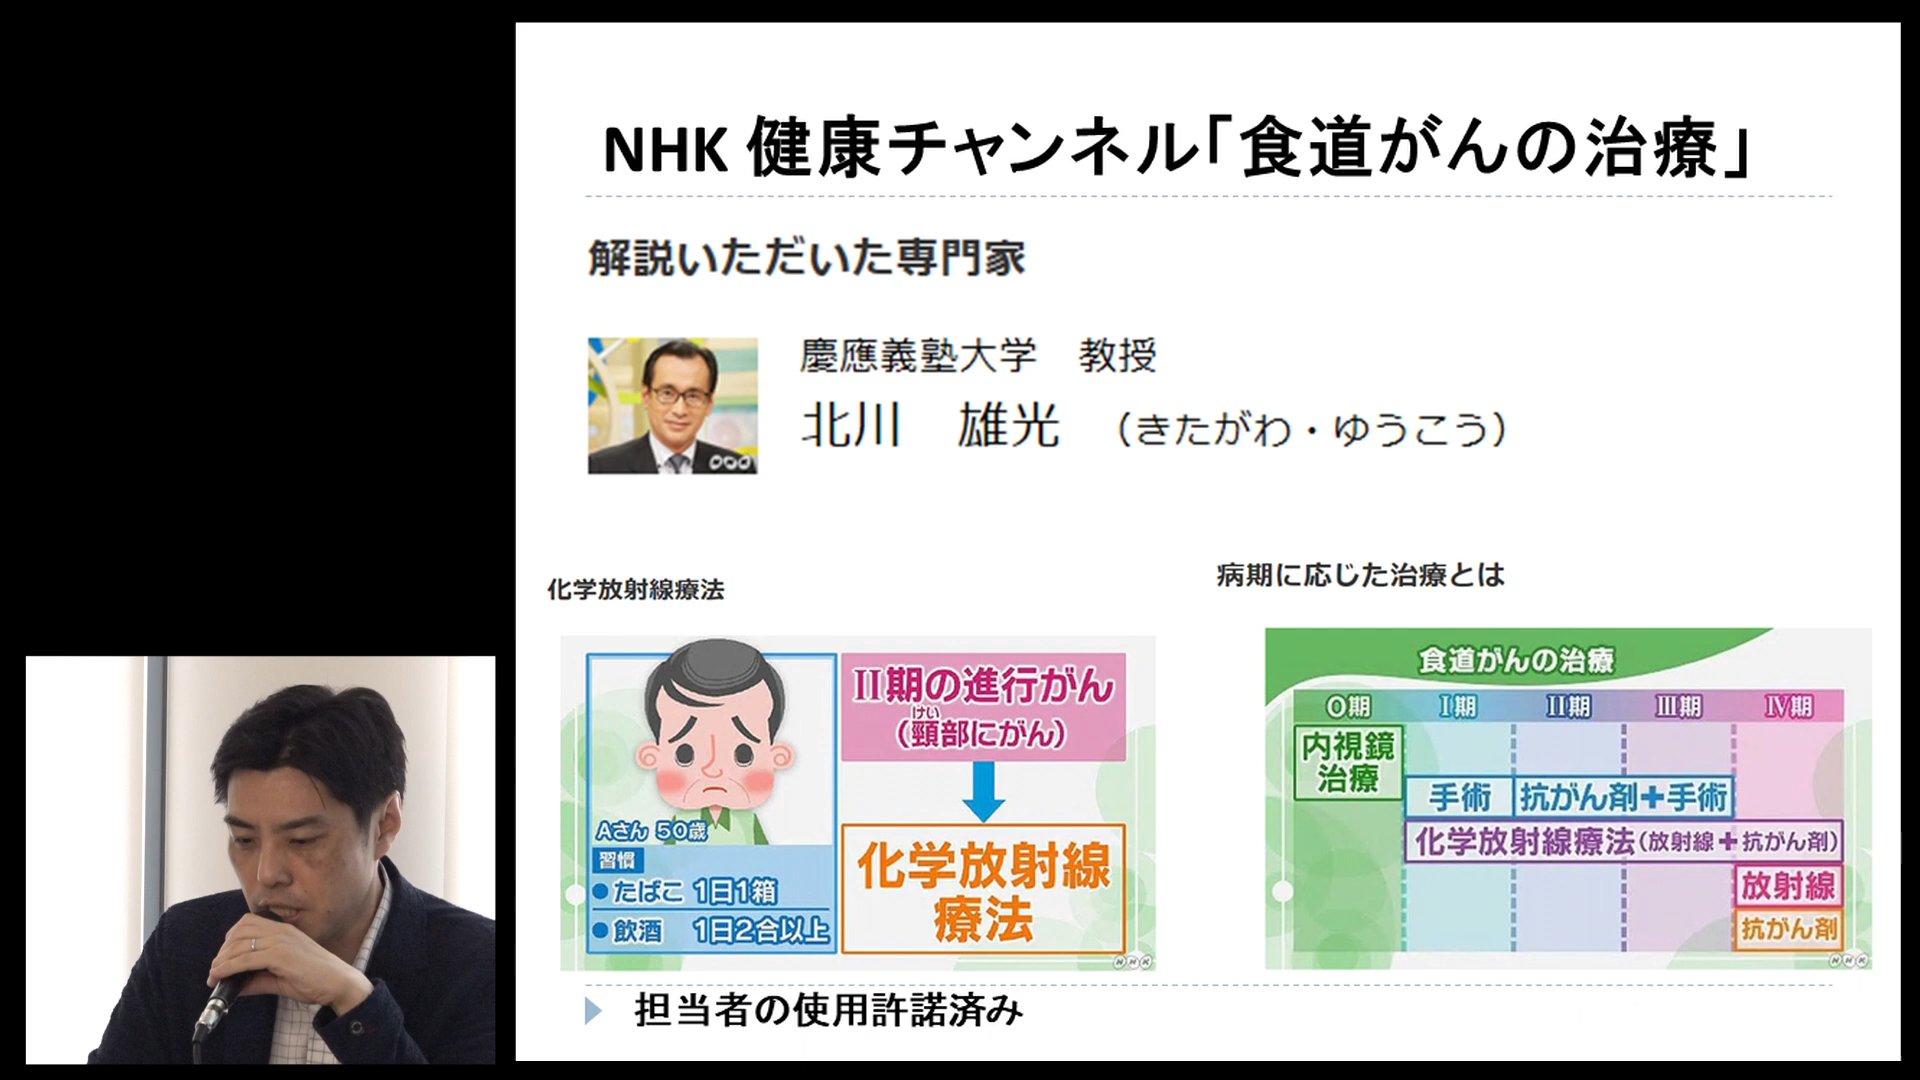 NHK 健康チャンネル「食道がんの治療」
解説いただいた専門家
慶應義塾大学　教授
北川　雄光　（きたがわ・ゆうこう）
NHK
化学放射線療法
Aさん 50歳
習慣
●たばこ 1日1箱
●飲酒 1日2合以上
II期の進行がん
けい
（頸部にがん）
化学放射線
療法
NHK
病期に応じた治療とは
食道がんの治療
0期 I期 II期 III期 IV期
内視鏡
治療
手術 抗がん剤＋手術
化学放射線療法（放射線＋抗がん剤）
放射線
抗がん剤
NHK
担当者の使用許諾済み